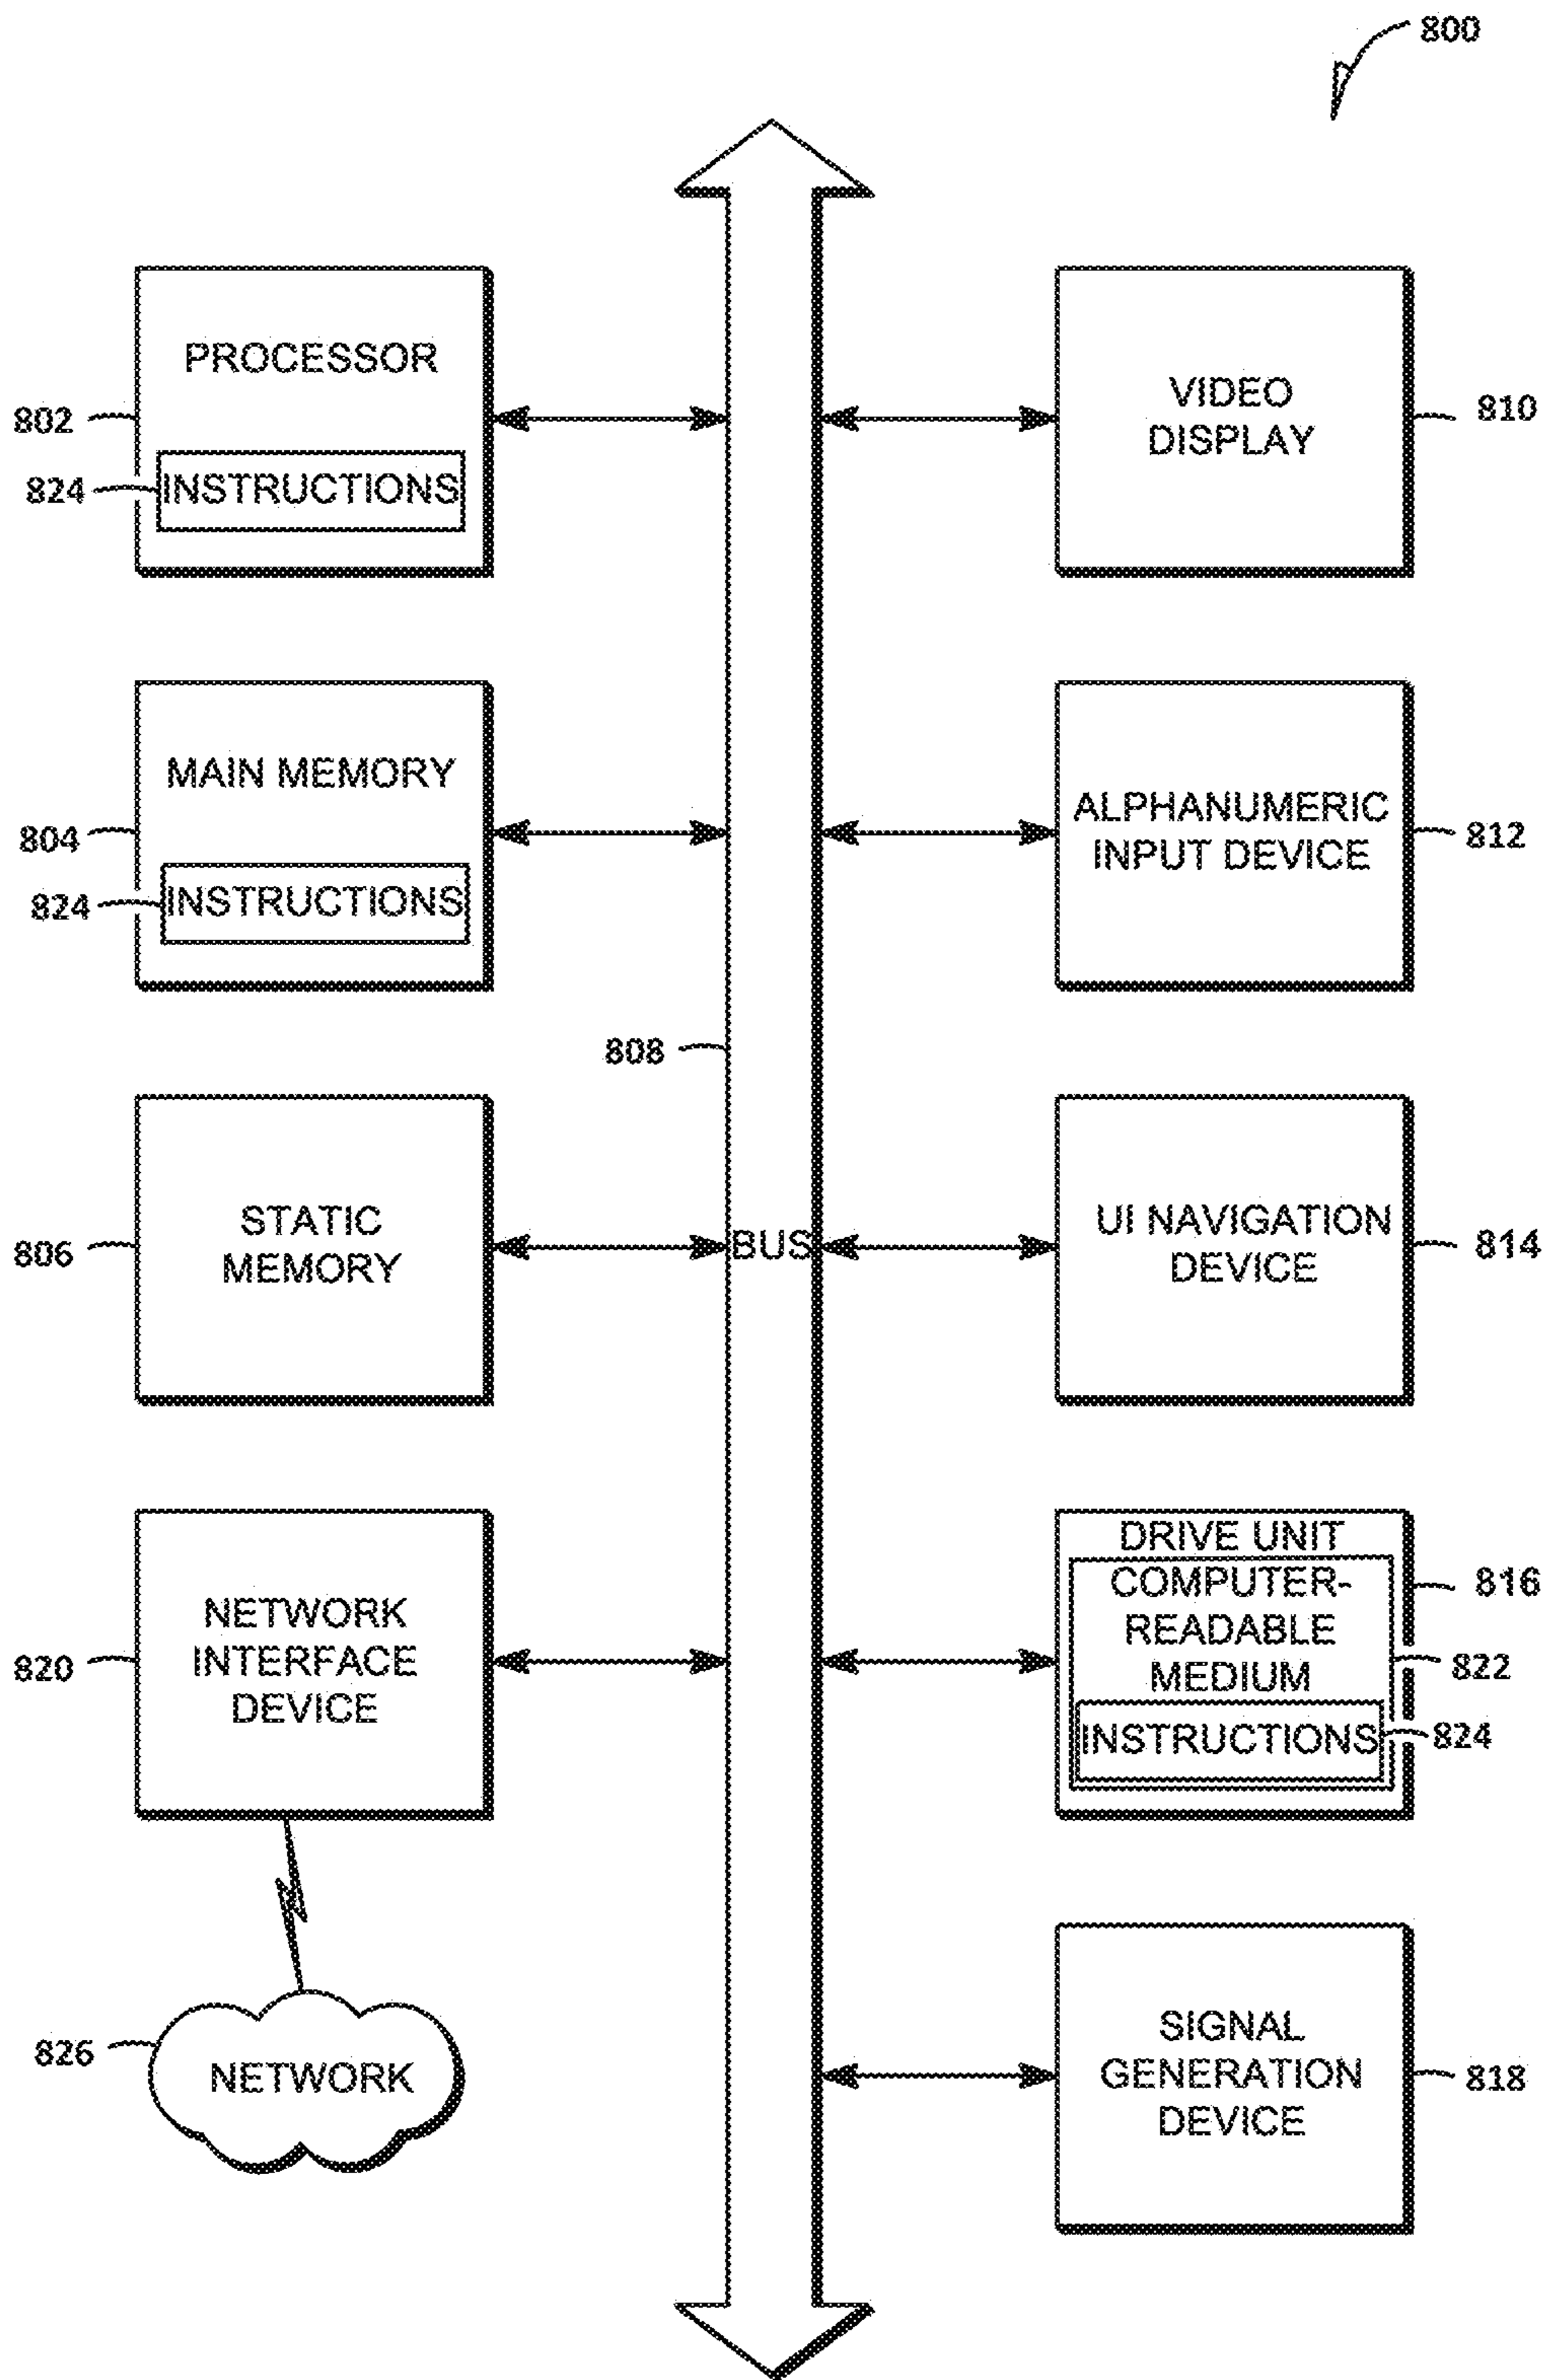 800
PROCESSOR
802
824
INSTRUCTIONS
VIDEO
DISPLAY
810
MAIN MEMORY
804
824
INSTRUCTIONS
ALPHANUMERIC
INPUT DEVICE
812
808
STATIC
MEMORY
806
BUS
UI NAVIGATION
DEVICE
814
NETWORK
INTERFACE
DEVICE
820
DRIVE UNIT
COMPUTER-
READABLE
MEDIUM
INSTRUCTIONS
816
822
824
826
NETWORK
SIGNAL
GENERATION
DEVICE
818